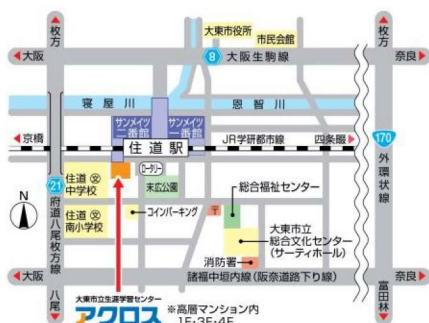 枚方
大東市役所
市民会館
枚方
大阪
8
大阪生駒線
奈良
寝屋川
恩智川
サンメイツ
二番館
サンメイツ
一番館
住道駅
京橋
JR学研都市線
四条畷
170
外環状線
ロータリー
住道
中学校
末広公園
総合福祉センター
21
府道八尾枚方線
N
住道
南小学校
コインパーキング
〒
大東市立
総合文化センター
(サーティホール)
消防署
大阪
諸福中垣内線(阪奈道路下り線)
奈良
八尾
富田林
大東市立生涯学習センター
アクロス
※高層マンション内
1F・3F・4F